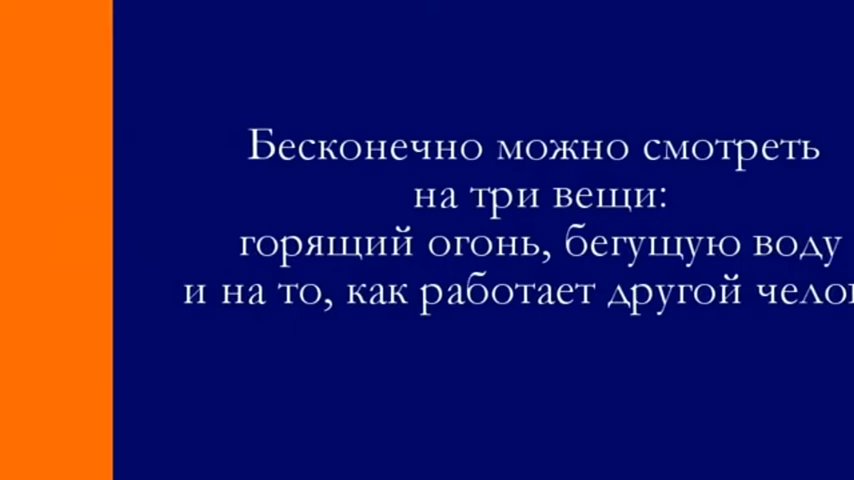 Бесконечно можно смотреть
на три вещи:
горящий огонь, бегущую воду
и на то, как работает другой